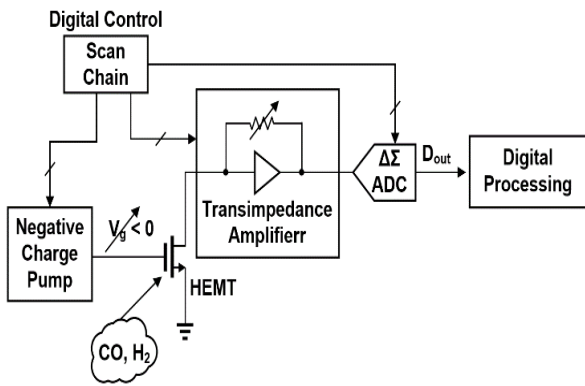 Digital Control
Scan
Chain
Negative
Charge
Pump
Vg < 0
HEMT
CO, H2
Transimpedance
Amplifierr
ΔΣ
ADC
Dout
Digital
Processing